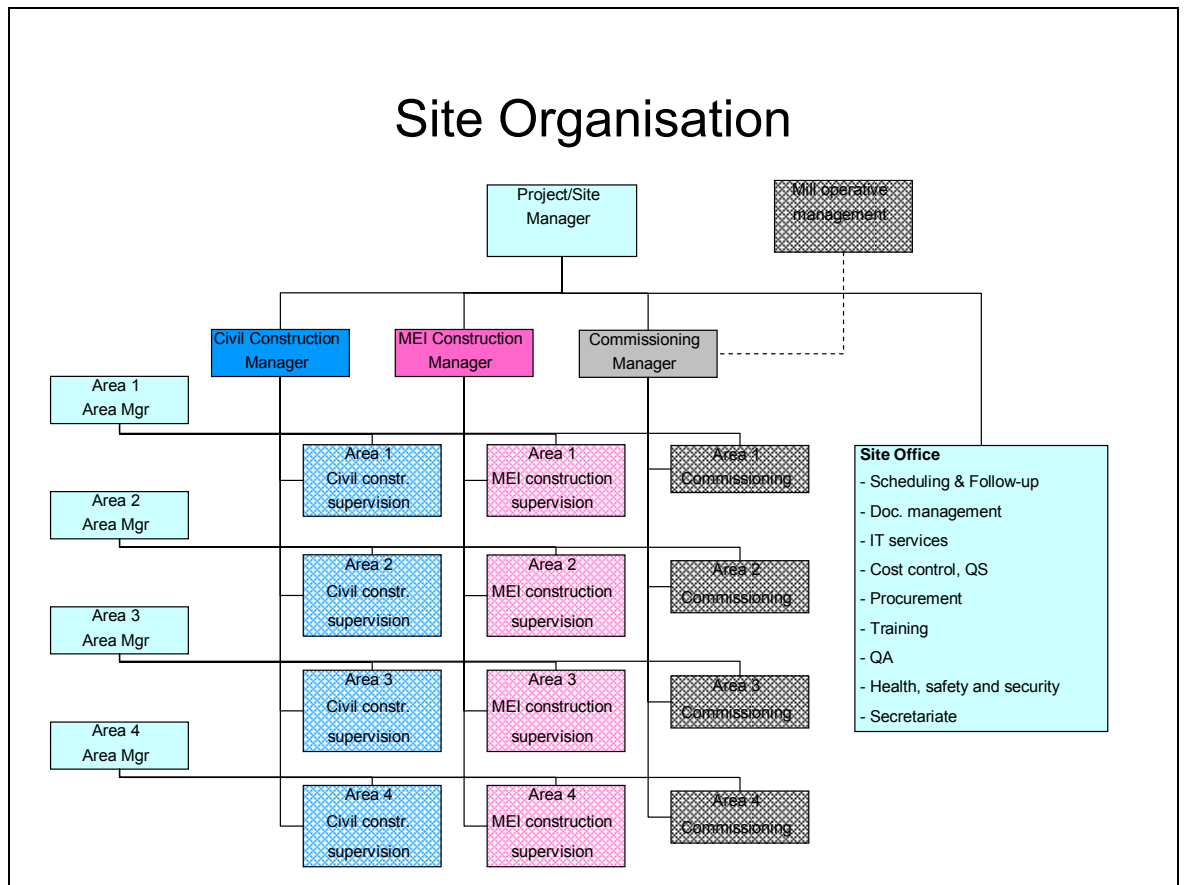 Site Organisation
Project/Site
Manager
Mill operative
management
Civil Construction
Manager
MEI Construction
Manager
Commissioning
Manager
Area 1
Area Mgr
Area 1
Civil constr.
supervision
Area 1
MEI construction
supervision
Area 1
Commissioning
Area 2
Area Mgr
Area 2
Civil constr.
supervision
Area 2
MEI construction
supervision
Area 2
Commissioning
Area 3
Area Mgr
Area 3
Civil constr.
supervision
Area 3
MEI construction
supervision
Area 3
Commissioning
Area 4
Area Mgr
Area 4
Civil constr.
supervision
Area 4
MEI construction
supervision
Area 4
Commissioning
Site Office
- Scheduling & Follow-up
- Doc. management
- IT services
- Cost control, QS
- Procurement
- Training
- QA
- Health, safety and security
- Secretariate